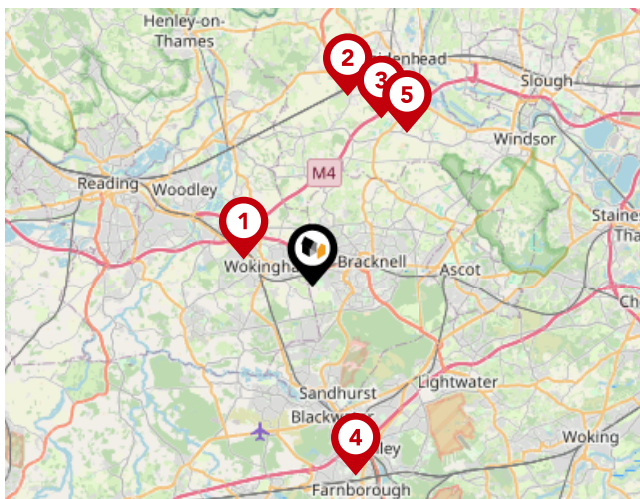 Henley-on-
Thames
2
idenhead
3
5
Slough
Windsor
M4
Reading
Woodley
1
Staines
Tha
Wokingha
Bracknell
Ascot
Ch
Lightwater
Sandhurst
Blackwater
4
ley
Woking
Farnborough